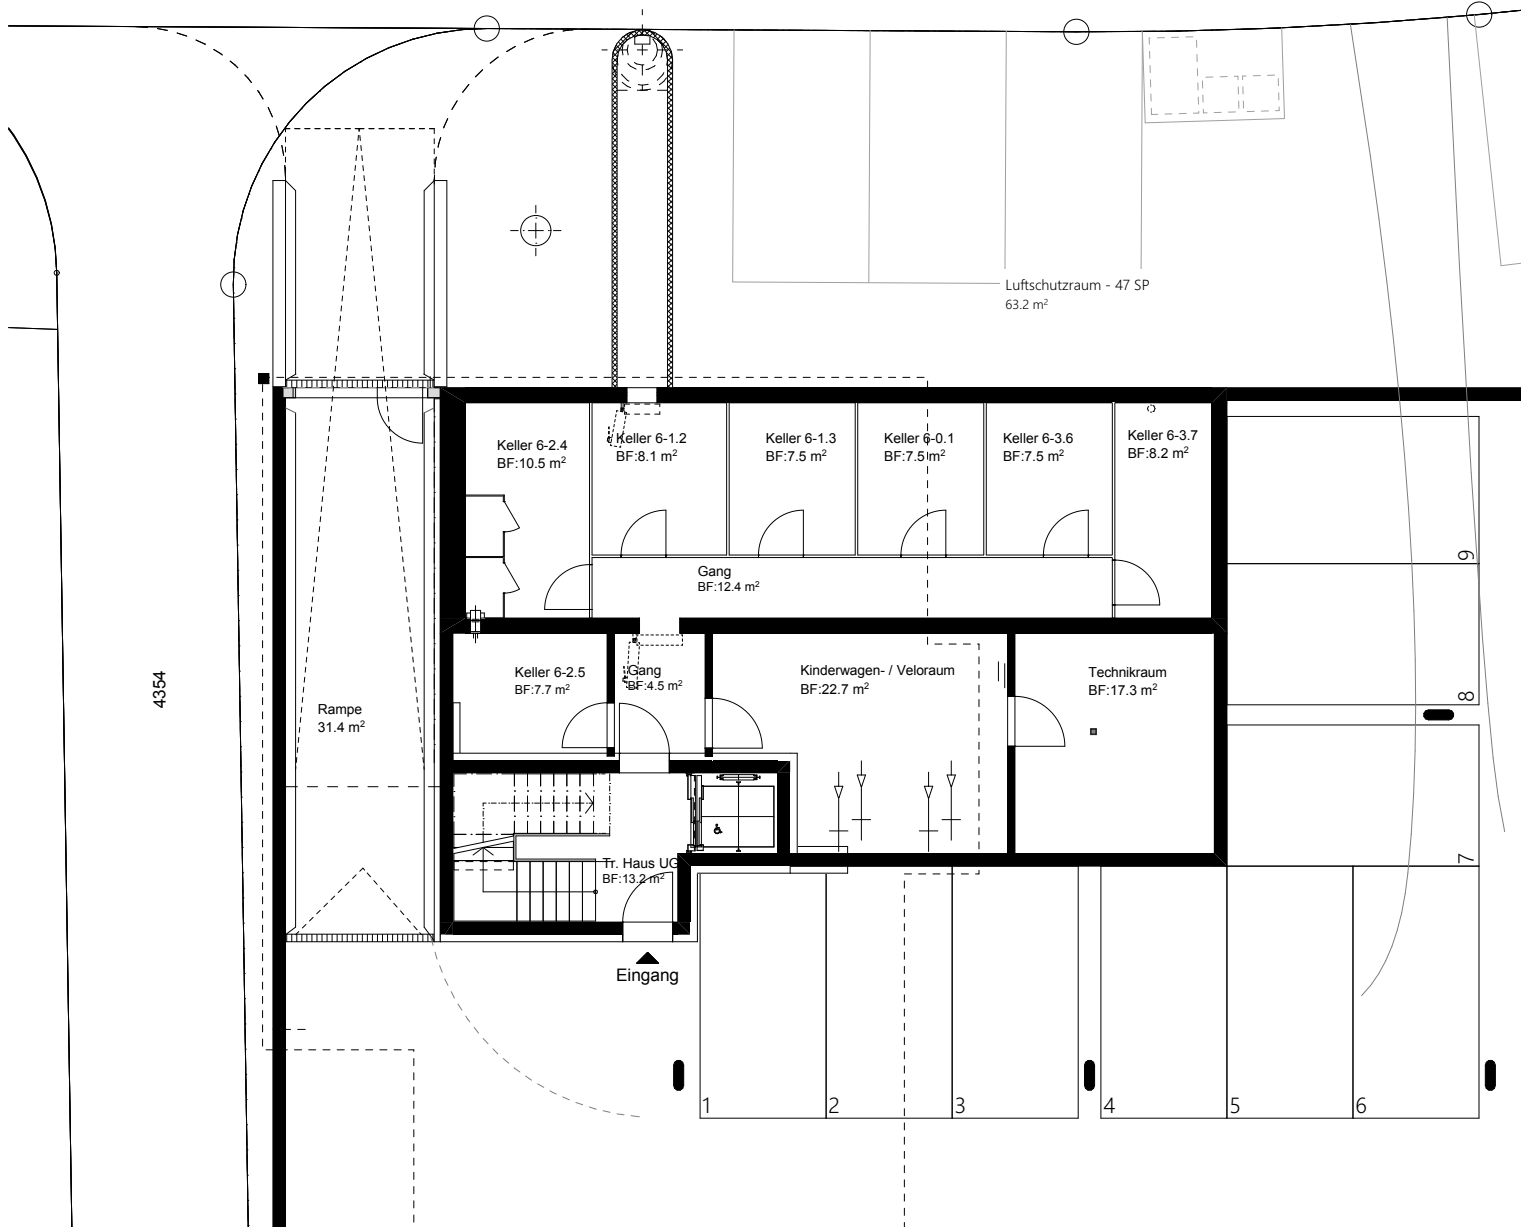 Luftschutzraum - 47 SP
63.2 m²
Keller 6-2.4
BF:10.5 m²
Keller 6-1.2
BF:8.1 m²
Keller 6-1.3
BF:7.5 m²
Keller 6-0.1
BF:7.5 m²
Keller 6-3.6
BF:7.5 m²
Keller 6-3.7
BF:8.2 m²
Gang
BF:12.4 m²
Keller 6-2.5
BF:7.7 m²
Gang
BF:4.5 m²
Kinderwagen- / Veloraum
BF:22.7 m²
Technikraum
BF:17.3 m²
4354
Rampe
31.4 m²
Tr. Haus UG
BF:13.2 m²
Eingang
9
8
7
1
2
3
4
5
6